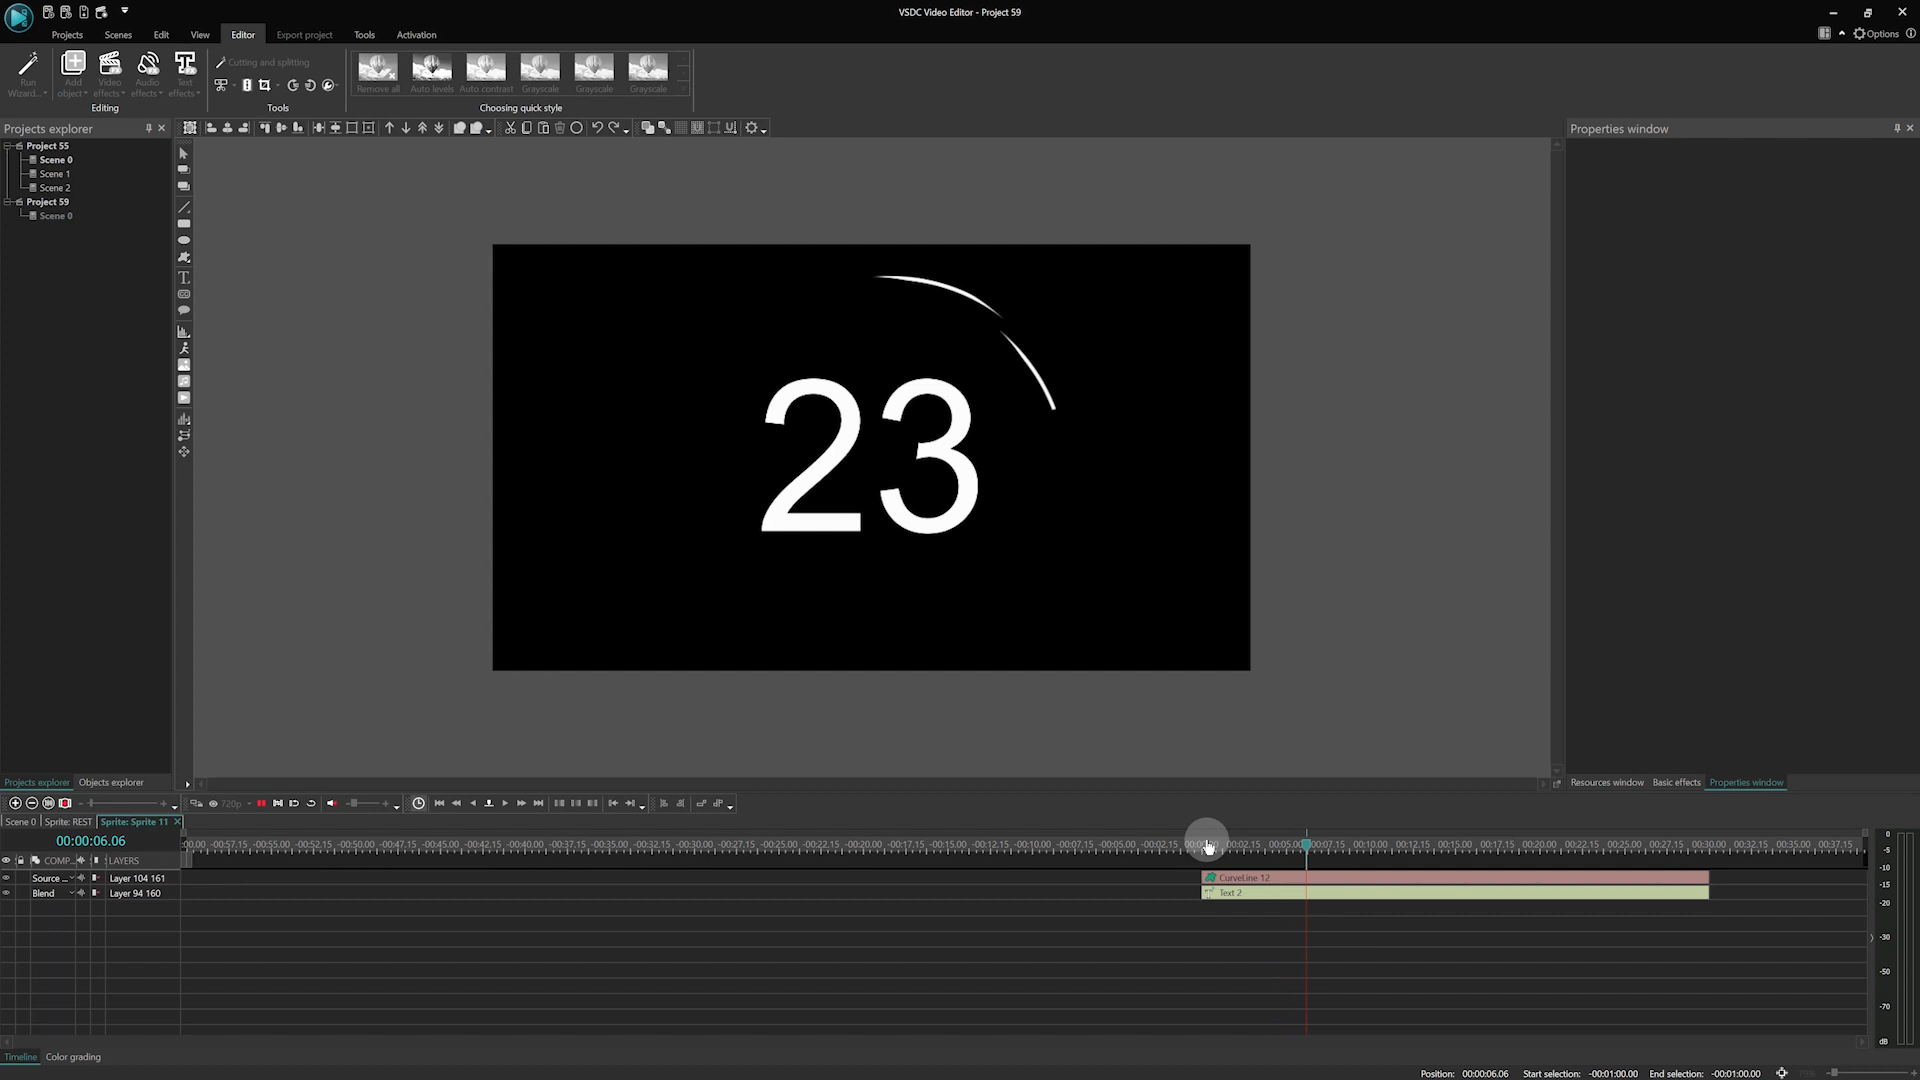 VSDC Video Editor - Project 59
Projects Scenes Edit View Editor Export project Tools Activation
Options
Run Wizard...
Add object
Video effects
Audio effects
Text effects
Cutting and splitting
Remove all Auto levels Auto contrast Grayscale Grayscale Grayscale
Editing Tools Choosing quick style
Projects explorer
Properties window
Project 55
Scene 0
Scene 1
Scene 2
Project 59
Scene 0
23
Projects explorer Objects explorer
Resources window Basic effects Properties window
720p
Scene 0 Sprite: REST Sprite: Sprite 11
00:00:06.06
:00.00 -00:57.15 -00:55.00 -00:52.15 -00:50.00 -00:47.15 -00:45.00 -00:42.15 -00:40.00 -00:37.15 -00:35.00 -00:32.15 -00:30.00 -00:27.15 -00:25.00 -00:22.15 -00:20.00 -00:17.15 -00:15.00 -00:12.15 -00:10.00 -00:07.15 -00:05.00 -00:02.15 00:02.15 00:05.00 00:07.15 00:10.00 00:12.15 00:15.00 00:17.15 00:20.00 00:22.15 00:25.00 00:27.15 00:30.00 00:32.15 00:35.00 00:37.15
COMP... LAYERS
Source ... Layer 104 161 CurveLine 12
Blend Layer 94 160 Text 2
0
-5
-10
-15
-20
-30
-50
-70
dB
Timeline Color grading
Position: 00:00:06.06 Start selection: -00:01:00.00 End selection: -00:01:00.00